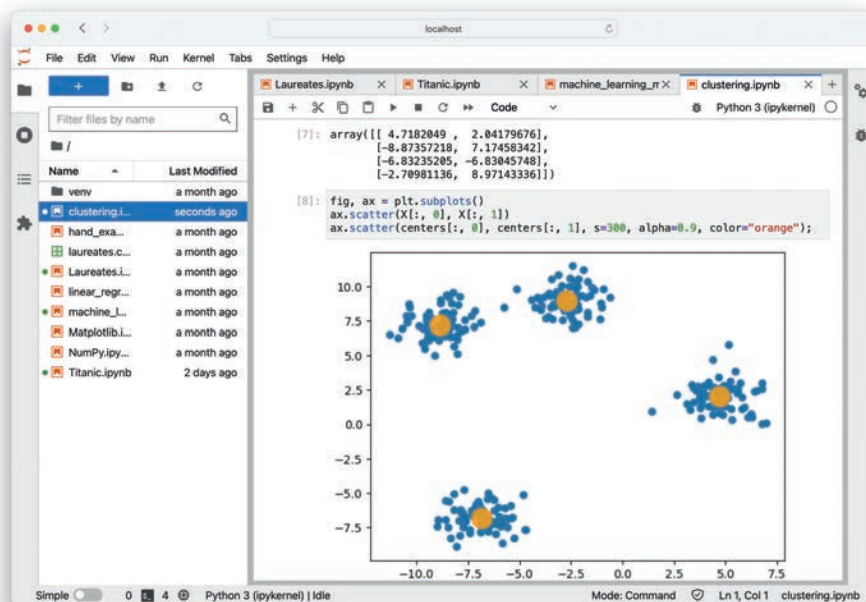 localhost
File Edit View Run Kernel Tabs Settings Help
Laureates.ipynb Titanic.ipynb machine_learning_m clustering.ipynb
Code Python 3 (ipykernel)
Filter files by name
/
Name Last Modified
venv a month ago
clustering.i... seconds ago
hand_exa... a month ago
laureates.c... a month ago
Laureates.i... a month ago
linear_regr... a month ago
machine_l... a month ago
Matplotlib.i... a month ago
NumPy.ipy... a month ago
Titanic.ipynb 2 days ago
[7]: array([[ 4.7182049 , 2.04179676],
[-8.87357218, 7.17458342],
[-6.83235205, -6.83045748],
[-2.70981136, 8.97143336]])
[8]: fig, ax = plt.subplots()
ax.scatter(X[:, 0], X[:, 1])
ax.scatter(centers[:, 0], centers[:, 1], s=300, alpha=0.9, color="orange");
10.0
7.5
5.0
2.5
0.0
−2.5
−5.0
−7.5
−10.0 −7.5 −5.0 −2.5 0.0 2.5 5.0 7.5
Simple 0 4 Python 3 (ipykernel) | Idle Mode: Command Ln 1, Col 1 clustering.ipynb